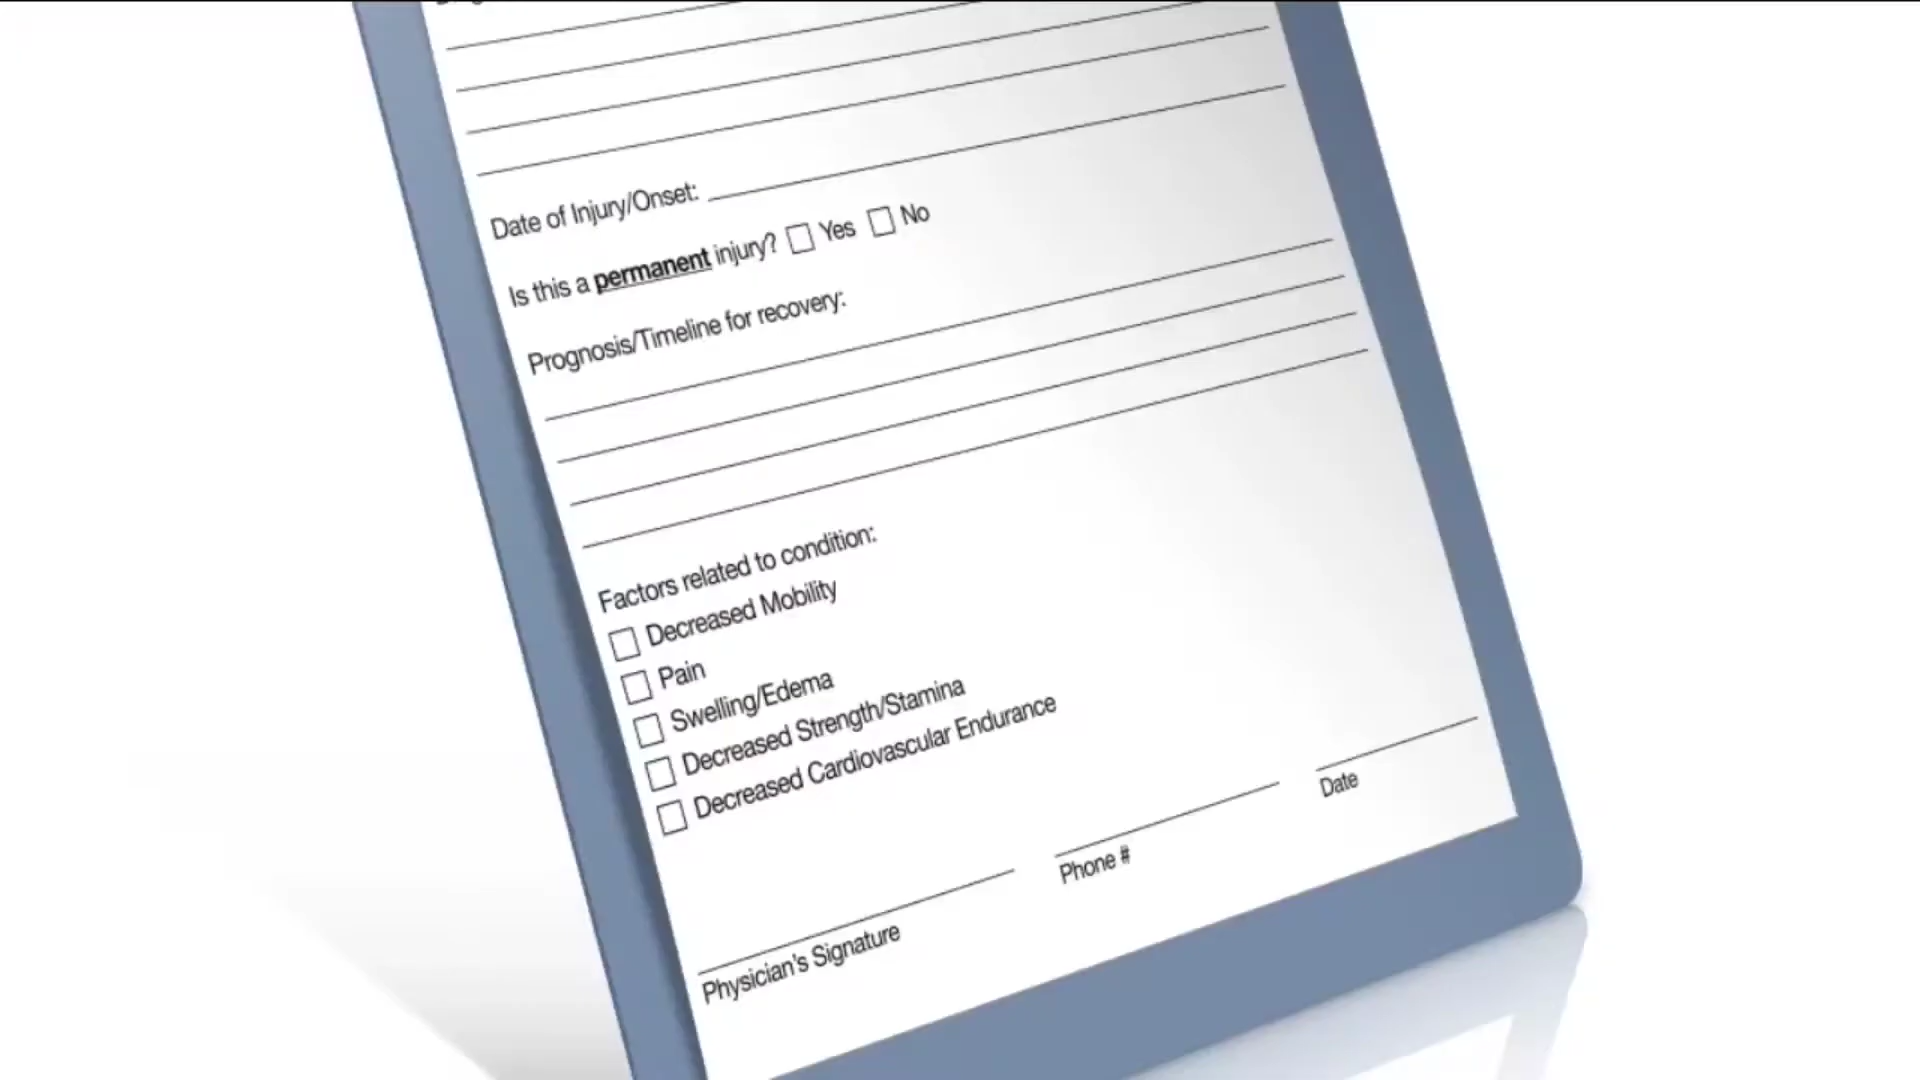 Date of Injury/Onset:
Is this a permanent injury? Yes No
Prognosis/Timeline for recovery:
Factors related to condition:
Decreased Mobility
Pain
Swelling/Edema
Decreased Strength/Stamina
Decreased Cardiovascular Endurance
Physician's Signature
Phone #
Date